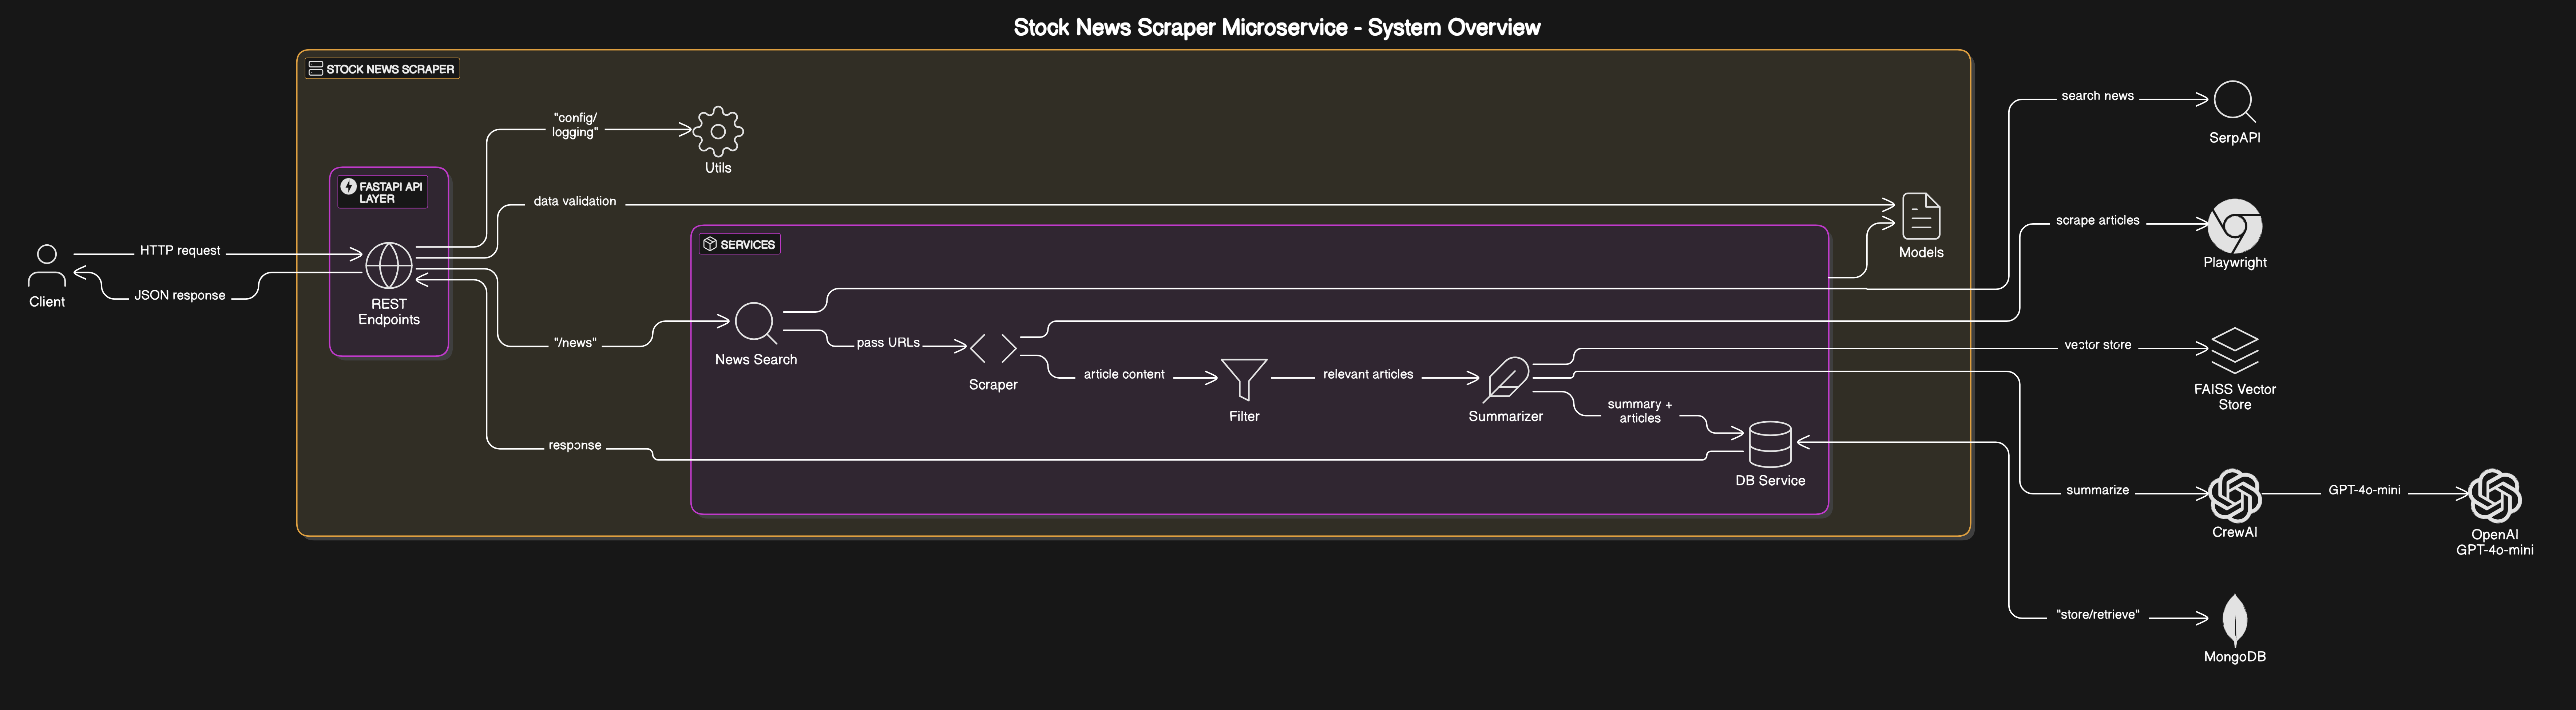 Stock News Scraper Microservice - System Overview
STOCK NEWS SCRAPER
"config/
logging"
Utils
FASTAPI API
LAYER
data validation
Models
SERVICES
Client
HTTP request
JSON response
REST
Endpoints
"/news"
News Search
pass URLs
Scraper
article content
Filter
relevant articles
Summarizer
summary +
articles
DB Service
response
search news
SerpAPI
scrape articles
Playwright
vector store
FAISS Vector
Store
summarize
CrewAI
GPT-4o-mini
OpenAI
GPT-4o-mini
"store/retrieve"
MongoDB